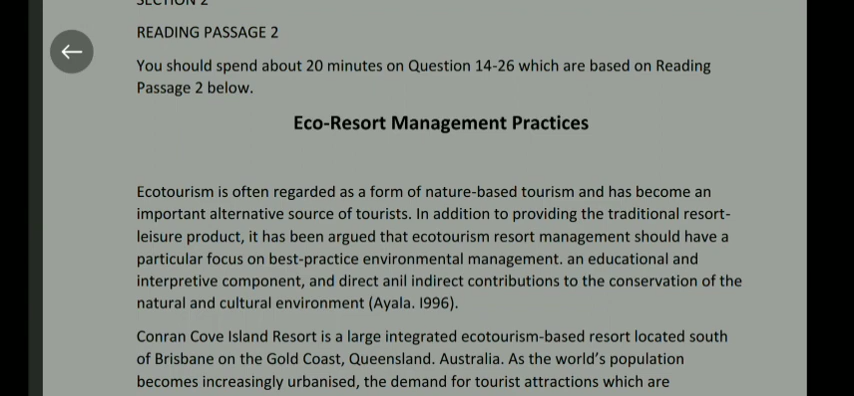 SECTION 2
READING PASSAGE 2
You should spend about 20 minutes on Question 14-26 which are based on Reading
Passage 2 below.
Eco-Resort Management Practices
Ecotourism is often regarded as a form of nature-based tourism and has become an
important alternative source of tourists. In addition to providing the traditional resort-
leisure product, it has been argued that ecotourism resort management should have a
particular focus on best-practice environmental management. an educational and
interpretive component, and direct anil indirect contributions to the conservation of the
natural and cultural environment (Ayala. I996).
Conran Cove Island Resort is a large integrated ecotourism-based resort located south
of Brisbane on the Gold Coast, Queensland. Australia. As the world's population
becomes increasingly urbanised, the demand for tourist attractions which are